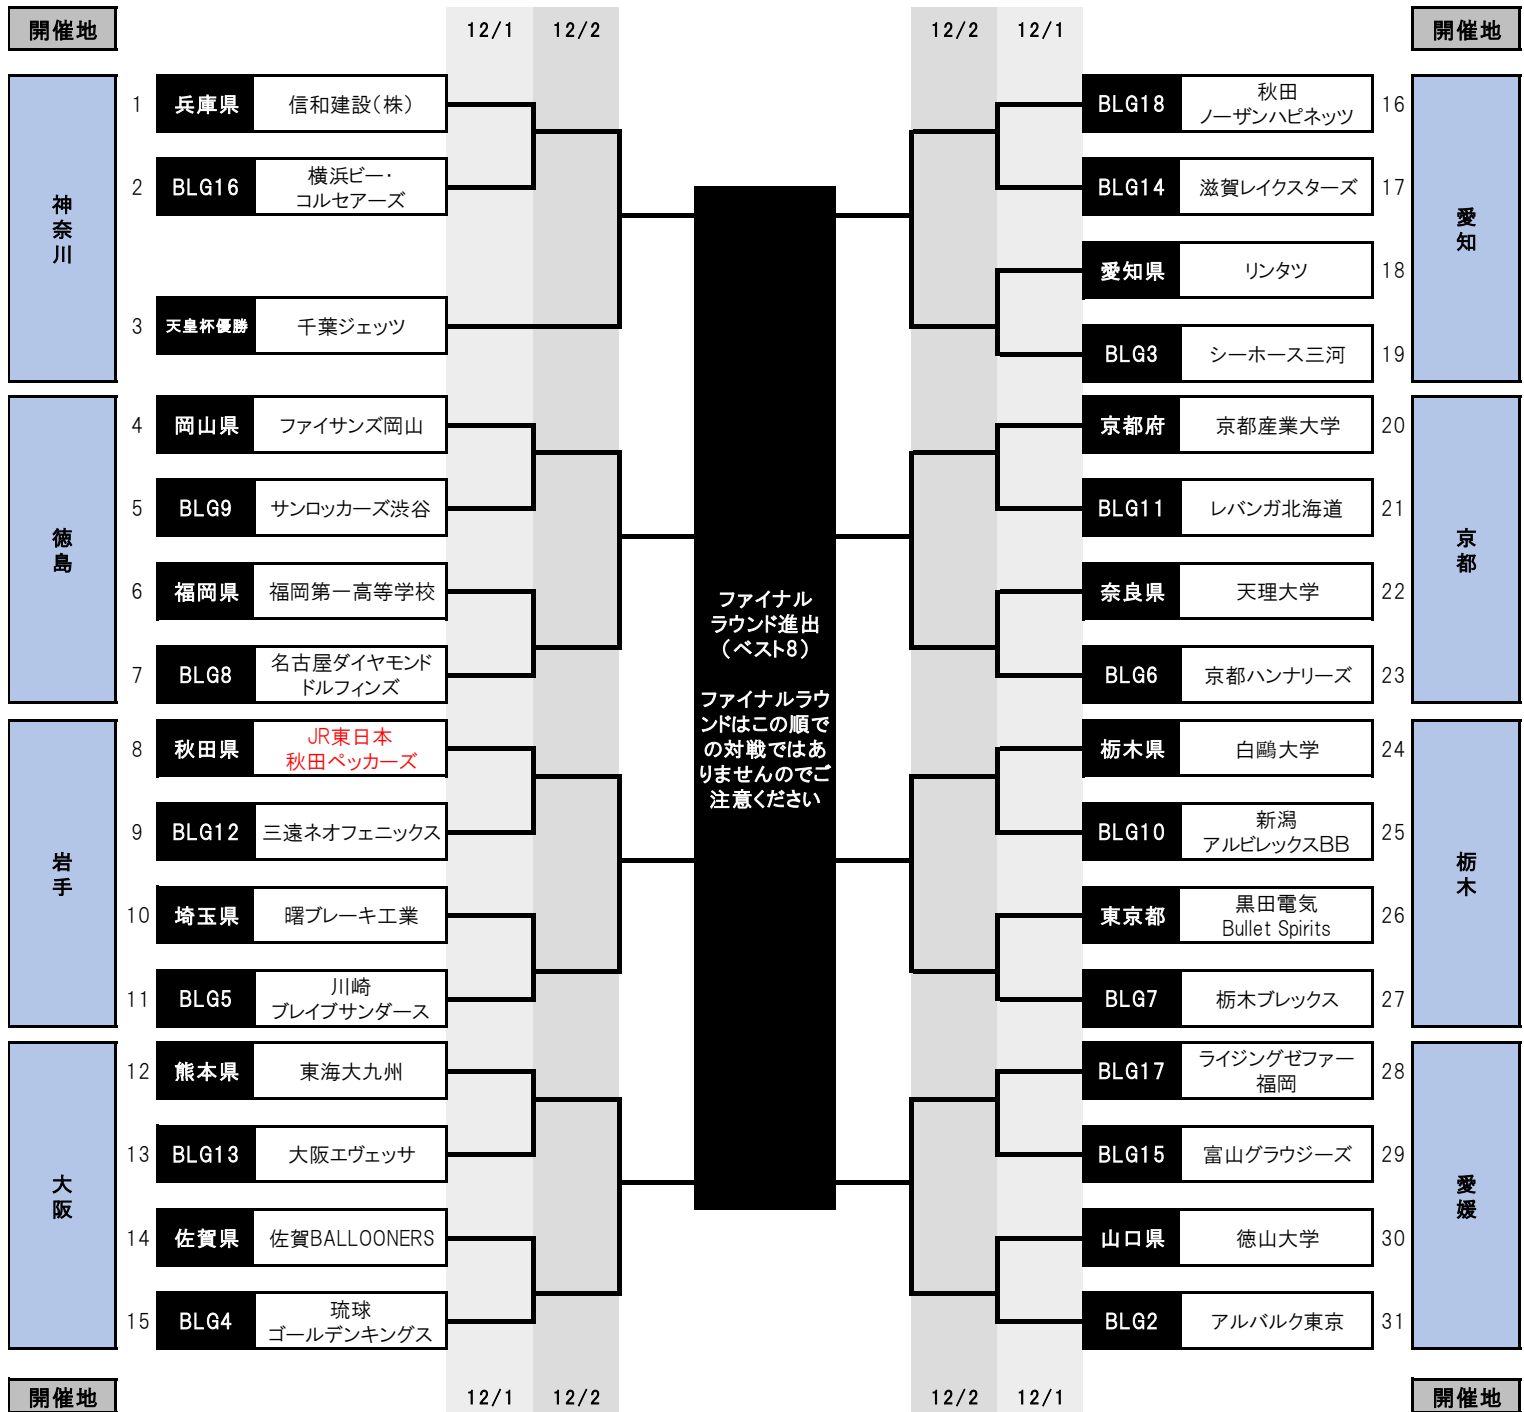 開催地
12/1
12/2
12/2
12/1
開催地
神奈川
1
兵庫県
信和建設（株）
2
BLG16
横浜ビー・
コルセアーズ
3
天皇杯優勝
千葉ジェッツ
徳島
4
岡山県
ファイサンズ岡山
5
BLG9
サンロッカーズ渋谷
6
福岡県
福岡第一高等学校
7
BLG8
名古屋ダイヤモンド
ドルフィンズ
岩手
8
秋田県
JR東日本
秋田ペッカーズ
9
BLG12
三遠ネオフェニックス
10
埼玉県
曙ブレーキ工業
11
BLG5
川崎
ブレイブサンダース
大阪
12
熊本県
東海大九州
13
BLG13
大阪エヴェッサ
14
佐賀県
佐賀BALLOONERS
15
BLG4
琉球
ゴールデンキングス
ファイナル
ラウンド進出
（ベスト8）
ファイナルラウ
ンドはこの順で
の対戦ではあ
りませんのでご
注意ください
BLG18
秋田
ノーザンハピネッツ
16
BLG14
滋賀レイクスターズ
17
愛知県
リンタツ
18
BLG3
シーホース三河
19
愛知
京都府
京都産業大学
20
BLG11
レバンガ北海道
21
奈良県
天理大学
22
BLG6
京都ハンナリーズ
23
京都
栃木県
白鷗大学
24
BLG10
新潟
アルビレックスBB
25
東京都
黒田電気
Bullet Spirits
26
BLG7
栃木ブレックス
27
栃木
BLG17
ライジングゼファー
福岡
28
BLG15
富山グラウジーズ
29
山口県
徳山大学
30
BLG2
アルバルク東京
31
愛媛
開催地
12/1
12/2
12/2
12/1
開催地